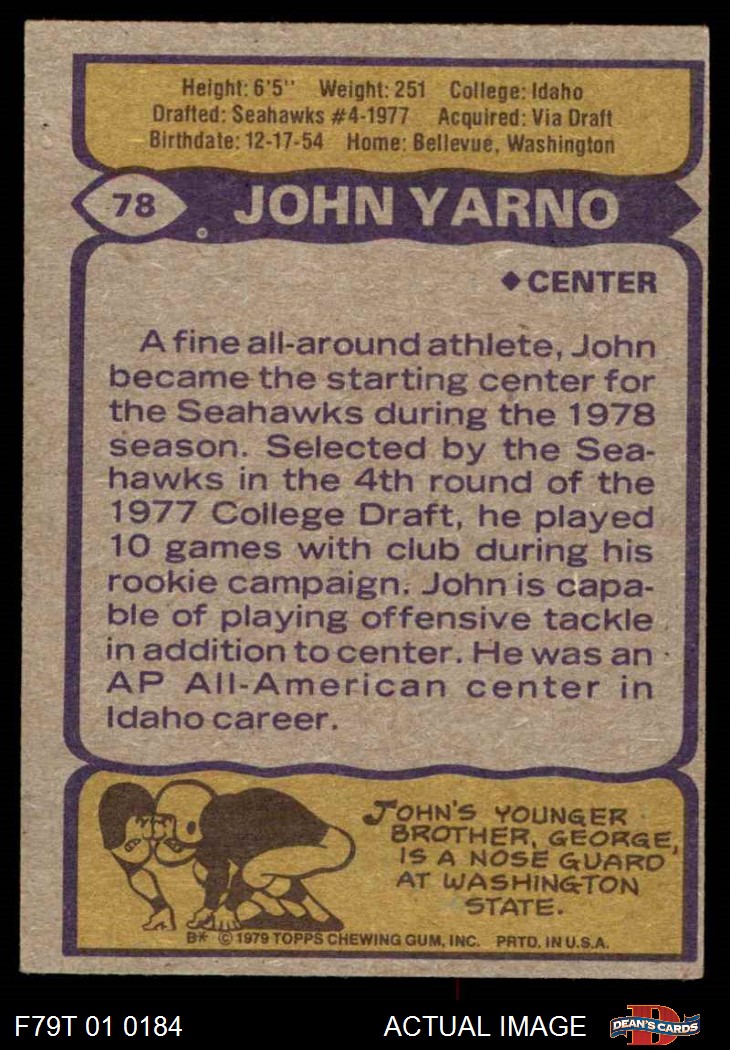 Height: 6'5" Weight: 251 College: Idaho
Drafted: Seahawks #4-1977 Acquired: Via Draft
Birthdate: 12-17-54 Home: Bellevue, Washington
78 JOHN YARNO
◆ CENTER
A fine all-around athlete, John
became the starting center for
the Seahawks during the 1978
season. Selected by the Sea-
hawks in the 4th round of the
1977 College Draft, he played
10 games with club during his
rookie campaign. John is capa-
ble of playing offensive tackle
in addition to center. He was an
AP All-American center in
Idaho career.
JOHN'S YOUNGER
BROTHER, GEORGE,
IS A NOSE GUARD
AT WASHINGTON
STATE.
B* © 1979 TOPPS CHEWING GUM, INC. PRTD. IN U.S.A.
F79T 01 0184 ACTUAL IMAGE D DEAN'S CARDS